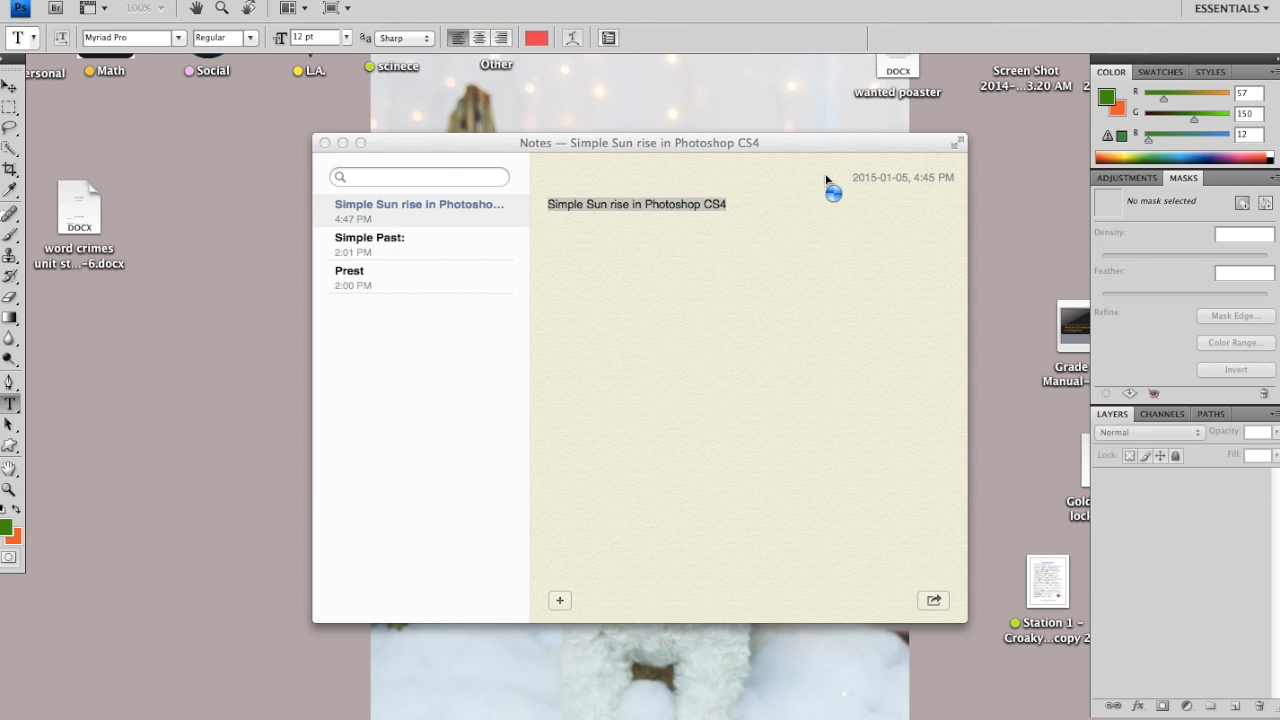 Ps
Br
100%
ESSENTIALS
T
Myriad Pro
Regular
12 pt
aa
Sharp
ersonal
Math
Social
L.A.
scinece
Other
DOCX
wanted poaster
Screen Shot
2014-...3.20 AM
2
COLOR
SWATCHES
STYLES
R
57
G
150
B
12
ADJUSTMENTS
MASKS
No mask selected
Density:
Feather:
Refine:
Mask Edge...
Color Range...
Invert
LAYERS
CHANNELS
PATHS
Normal
Opacity:
Lock:
Fill:
DOCX
word crimes
unit st...-6.docx
Notes — Simple Sun rise in Photoshop CS4
Simple Sun rise in Photosho...
4:47 PM
Simple Past:
2:01 PM
Prest
2:00 PM
2015-01-05, 4:45 PM
Simple Sun rise in Photoshop CS4
Grade
Manual-
Gold
lock
Station 1 -
Croaky...copy 2